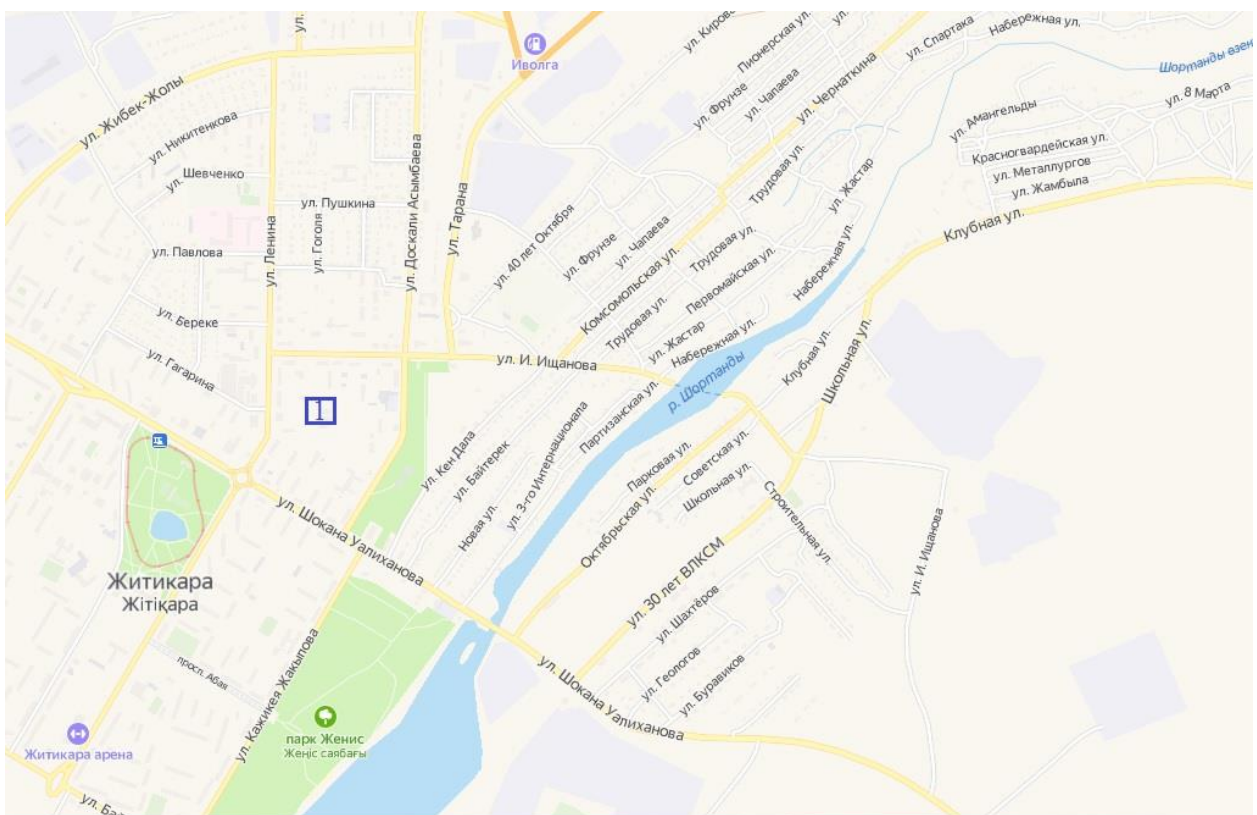 ул. Кирова
Пионерская ул.
ул. Спартака
Набережная ул.
Иволга
ул. Фрунзе
ул. Чапаева
ул. Чернаткина
Шортанды өзен
ул. 8 Марта
ул. Жибек-Жолы
ул. Никитенкова
ул. Амангельды
Красногвардейская ул.
ул. Шевченко
ул. Доскали Асымбаева
Трудовая ул.
ул. Жастар
ул. Металлургов
ул. Жамбыла
ул. Пушкина
ул. Тарана
ул. Ленина
ул. Гоголя
ул. 40 лет Октября
ул. Чапаева
Клубная ул.
ул. Павлова
ул. Фрунзе
Трудовая ул.
Комсомольская ул.
Первомайская ул.
Набережная ул.
ул. Береке
Трудовая ул.
ул. Жастар
Набережная ул.
ул. Гагарина
ул. И. Ищанова
р. Шортанды
Клубная ул.
Школьная ул.
1
Партизанская ул.
ул. Кен Дала
ул. Байтерек
ул. 3-го Интернационала
Новая ул.
Парковая ул.
Советская ул.
Школьная ул.
Октябрьская ул.
Строительная ул.
ул. Шокана Уалиханова
ул. И. Ищанова
Житикара
Жітіқара
ул. 30 лет ВЛКСМ
ул. Шахтёров
ул. Кажикея Жакыпова
просп. Абая
ул. Геологов
ул. Буравиков
ул. Шокана Уалиханова
парк Женис
Жеңіс саябағы
Житикара арена